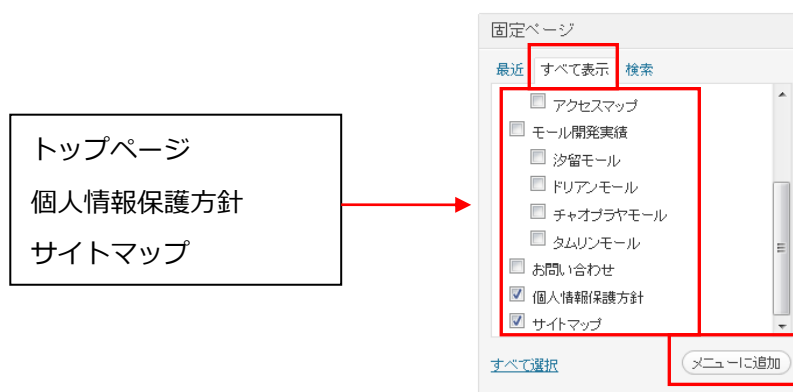 トップページ
個人情報保護方針
サイトマップ
固定ページ
最近 すべて表示 検索
アクセスマップ
モール開発実績
汐留モール
ドリアンモール
チャオプラヤモール
タムリンモール
お問い合わせ
個人情報保護方針
サイトマップ
すべて選択 メニューに追加